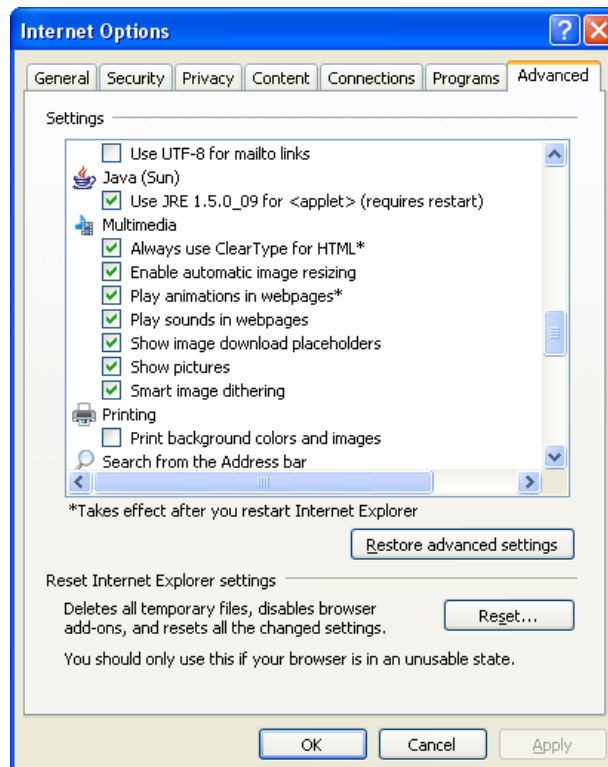 Internet Options
General Security Privacy Content Connections Programs Advanced
Settings
Use UTF-8 for mailto links
Java (Sun)
Use JRE 1.5.0_09 for <applet> (requires restart)
Multimedia
Always use ClearType for HTML*
Enable automatic image resizing
Play animations in webpages*
Play sounds in webpages
Show image download placeholders
Show pictures
Smart image dithering
Printing
Print background colors and images
Search from the Address bar
*Takes effect after you restart Internet Explorer
Restore advanced settings
Reset Internet Explorer settings
Deletes all temporary files, disables browser
add-ons, and resets all the changed settings.
Reset...
You should only use this if your browser is in an unusable state.
OK Cancel Apply